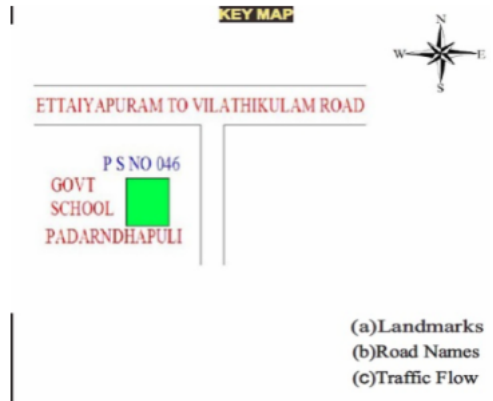 KEY MAP
N
W E
S
ETTAIYAPURAM TO VILATHIKULAM ROAD
P S NO 046
GOVT
SCHOOL
PADARNDHAPULI
(a)Landmarks
(b)Road Names
(c)Traffic Flow